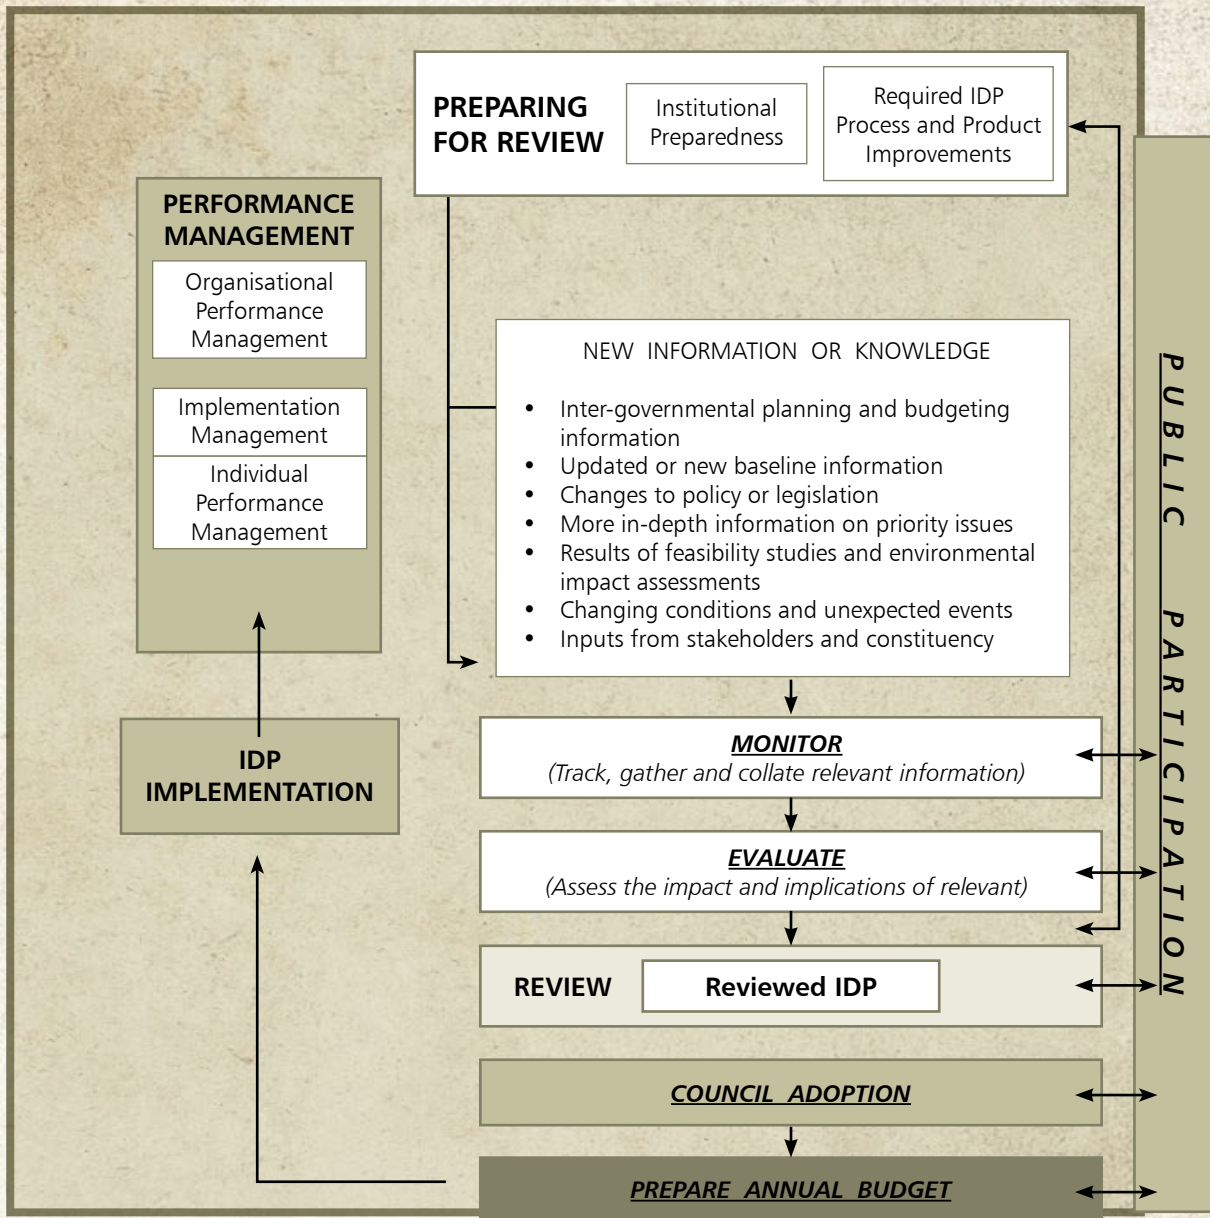 PREPARING
FOR REVIEW
Institutional
Preparedness
Required IDP
Process and Product
Improvements
PERFORMANCE
MANAGEMENT
Organisational
Performance
Management
Implementation
Management
Individual
Performance
Management
NEW INFORMATION OR KNOWLEDGE
• Inter-governmental planning and budgeting
information
• Updated or new baseline information
• Changes to policy or legislation
• More in-depth information on priority issues
• Results of feasibility studies and environmental
impact assessments
• Changing conditions and unexpected events
• Inputs from stakeholders and constituency
MONITOR
(Track, gather and collate relevant information)
IDP
IMPLEMENTATION
EVALUATE
(Assess the impact and implications of relevant)
REVIEW
Reviewed IDP
COUNCIL ADOPTION
PREPARE ANNUAL BUDGET
PUBLIC PARTICIPATION